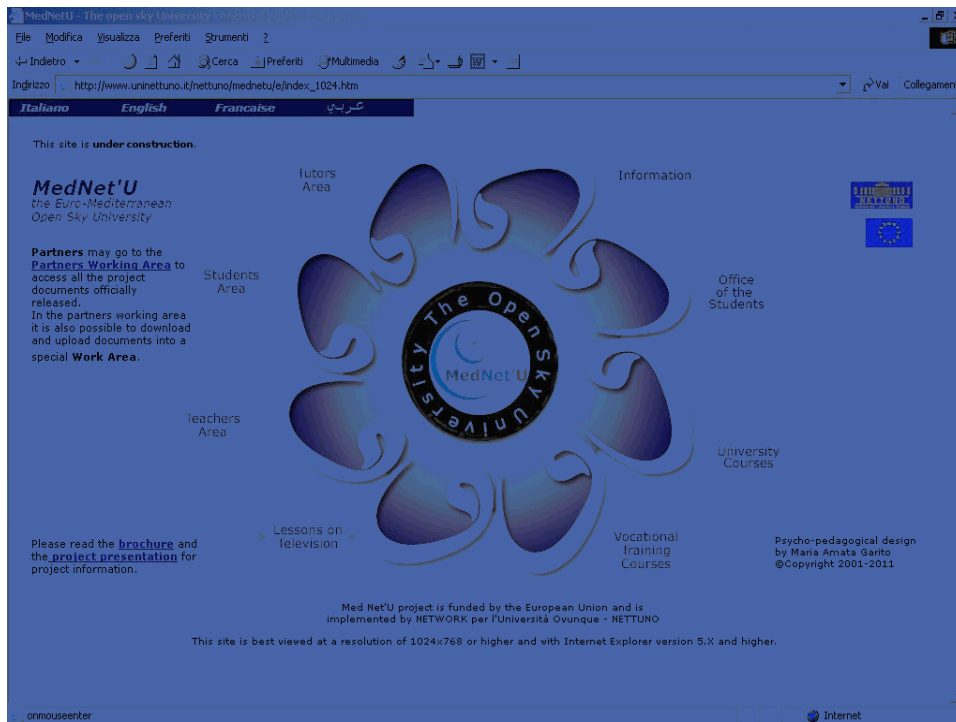 MedNetU - The open sky University
File Modifica Visualizza Preferiti Strumenti ?
Indietro Cerca Preferiti Multimedia
Indirizzo http://www.uninettuno.it/nettuno/mednetu/e/index_1024.htm Vai Collegamen
Italiano English Francaise عربي
This site is under construction.
MedNet'U
the Euro-Mediterranean
Open Sky University
Partners may go to the
Partners Working Area to
access all the project
documents officially
released.
In the partners working area
it is also possible to download
and upload documents into a
special Work Area.
Tutors
Area
Information
Students
Area
Office
of the
Students
The Open Sky University
MedNet'U
Teachers
Area
University
Courses
Lessons on
Television
Vocational
Training
Courses
NETTUNO
Please read the brochure and
the project presentation for
project information.
Psycho-pedagogical design
by Maria Amata Garito
©Copyright 2001-2011
Med Net'U project is funded by the European Union and is
implemented by NETWORK per l'Università Ovunque - NETTUNO
This site is best viewed at a resolution of 1024x768 or higher and with Internet Explorer version 5.X and higher.
onmouseenter Internet